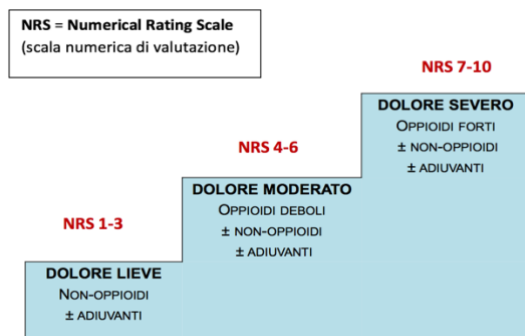 NRS = Numerical Rating Scale
(scala numerica di valutazione)
NRS 7-10
DOLORE SEVERO
OPPIOIDI FORTI
± NON-OPPIOIDI
± ADIUVANTI
NRS 4-6
DOLORE MODERATO
OPPIOIDI DEBOLI
± NON-OPPIOIDI
± ADIUVANTI
NRS 1-3
DOLORE LIEVE
NON-OPPIOIDI
± ADIUVANTI